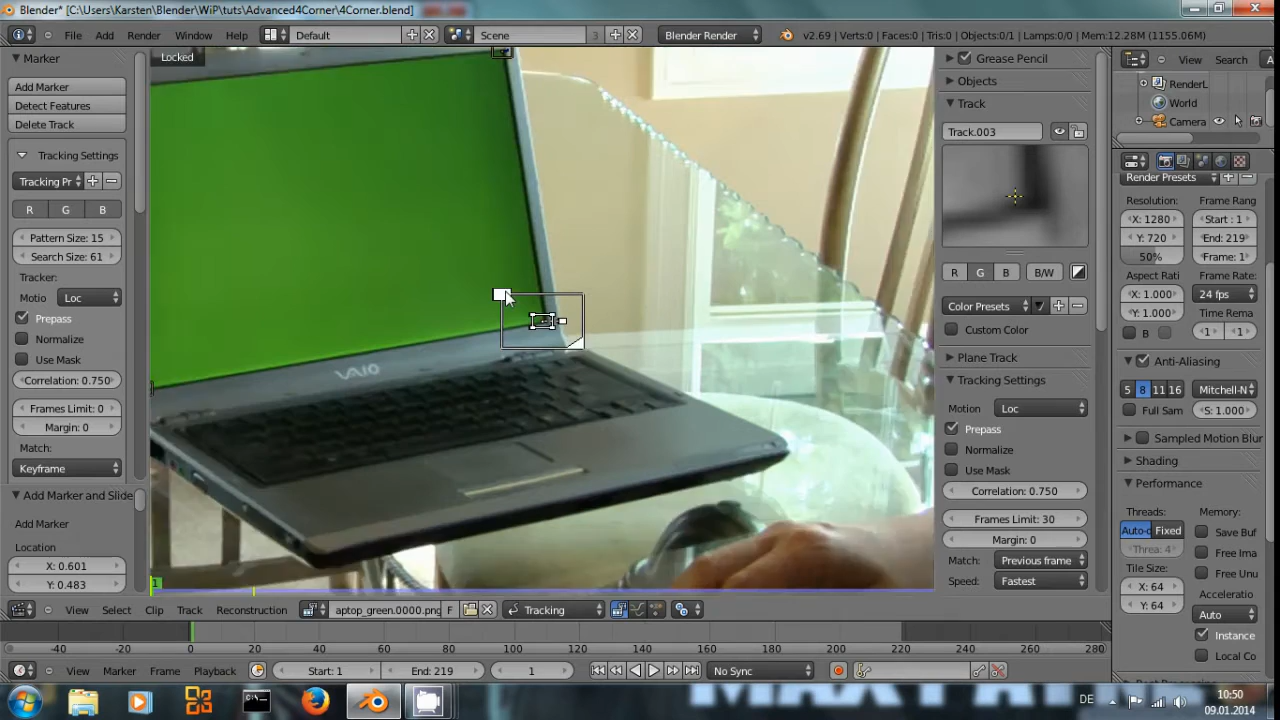 Blender* [C:\Users\Karsten\Blender\WiP\tuts\Advanced4Corner\4Corner.blend]
File Add Render Window Help Default Scene 3 Blender Render v2.69 | Verts:0 | Faces:0 | Tris:0 | Objects:0/1 | Lamps:0/0 | Mem:12.28M (1155.06M)
Marker
Add Marker
Detect Features
Delete Track
Tracking Settings
Tracking Pr
R G B
Pattern Size: 15
Search Size: 61
Tracker:
Motio Loc
Prepass
Normalize
Use Mask
Correlation: 0.750
Frames Limit: 0
Margin: 0
Match:
Keyframe
Add Marker and Slide
Add Marker
Location
X: 0.601
Y: 0.483
Locked
VAIO
1
Grease Pencil
Objects
Track
Track.003
R G B B/W
Color Presets
Custom Color
Plane Track
Tracking Settings
Motion Loc
Prepass
Normalize
Use Mask
Correlation: 0.750
Frames Limit: 30
Margin: 0
Match: Previous frame
Speed: Fastest
View Search A
RenderL
World
Camera
Render Presets
Resolution: Frame Rang
X: 1280 Start : 1
Y: 720 End: 219
50% Frame: 1
Aspect Rati Frame Rate:
X: 1.000 24 fps
Y: 1.000 Time Rema
B 1 1
Anti-Aliasing
5 8 11 16 Mitchell-N
Full Sam S: 1.000
Sampled Motion Blur
Shading
Performance
Threads: Memory:
Auto-d Fixed Save Buf
Threa: 4 Free Ima
Tile Size: Free Unu
X: 64 Acceleratio
Y: 64 Auto
Instance
Local Co
View Select Clip Track Reconstruction aptop_green.0000.png F Tracking
-40 -20 0 20 40 60 80 100 120 140 160 180 200 220 240 260 280
View Marker Frame Playback Start: 1 End: 219 1 No Sync
DE 10:50
09.01.2014